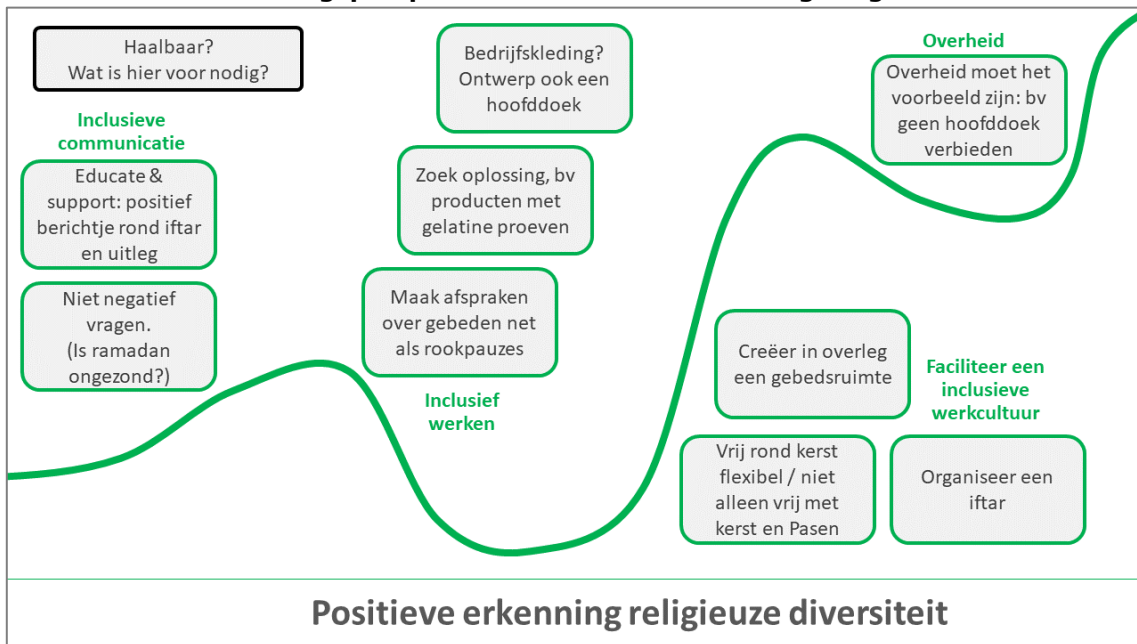 Haalbaar?
Wat is hier voor nodig?
Inclusieve
communicatie
Educate &
support: positief
berichtje rond iftar
en uitleg
Niet negatief
vragen.
(Is ramadan
ongezond?)
Bedrijfskleding?
Ontwerp ook een
hoofddoek
Zoek oplossing, bv
producten met
gelatine proeven
Maak afspraken
over gebeden net
als rookpauzes
Inclusief
werken
Overheid
Overheid moet het
voorbeeld zijn: bv
geen hoofddoek
verbieden
Creëer in overleg
een gebedsruimte
Faciliteer een
inclusieve
werkcultuur
Vrij rond kerst
flexibel / niet
alleen vrij met
kerst en Pasen
Organiseer een
iftar
Positieve erkenning religieuze diversiteit